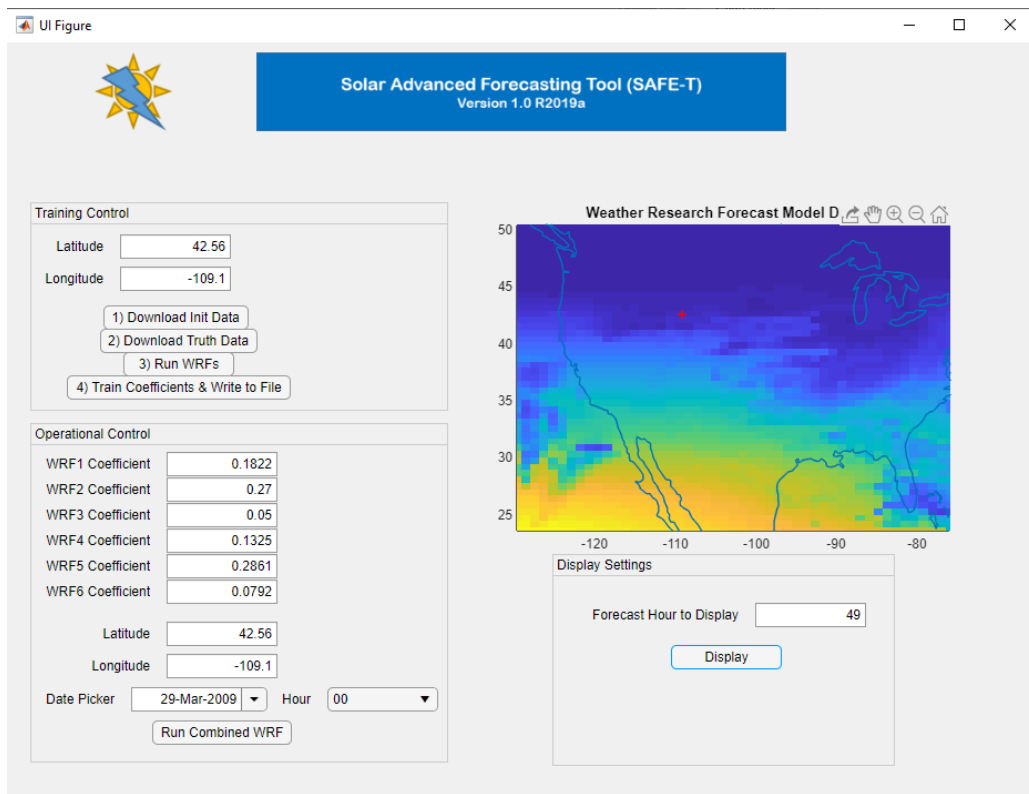 UI Figure
Solar Advanced Forecasting Tool (SAFE-T)
Version 1.0 R2019a
Training Control
Latitude 42.56
Longitude -109.1
1) Download Init Data
2) Download Truth Data
3) Run WRFs
4) Train Coefficients & Write to File
Operational Control
WRF1 Coefficient 0.1822
WRF2 Coefficient 0.27
WRF3 Coefficient 0.05
WRF4 Coefficient 0.1325
WRF5 Coefficient 0.2861
WRF6 Coefficient 0.0792
Latitude 42.56
Longitude -109.1
Date Picker 29-Mar-2009 Hour 00
Run Combined WRF
Weather Research Forecast Model D
50
45
40
35
30
25
-120 -110 -100 -90 -80
Display Settings
Forecast Hour to Display 49
Display